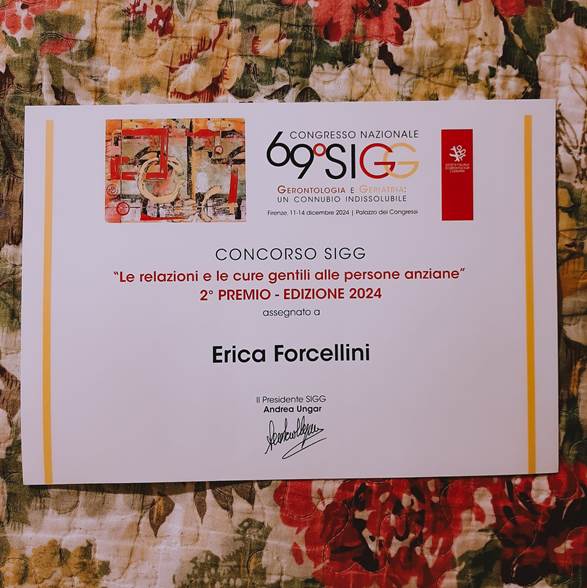 CONGRESSO NAZIONALE
69°SIGG
GERONTOLOGIA E GERIATRIA:
UN CONNUBIO INDISSOLUBILE
Firenze, 11-14 dicembre 2024 | Palazzo dei Congressi
CONCORSO SIGG
"Le relazioni e le cure gentili alle persone anziane"
2° PREMIO - EDIZIONE 2024
assegnato a
Erica Forcellini
Il Presidente SIGG
Andrea Ungar